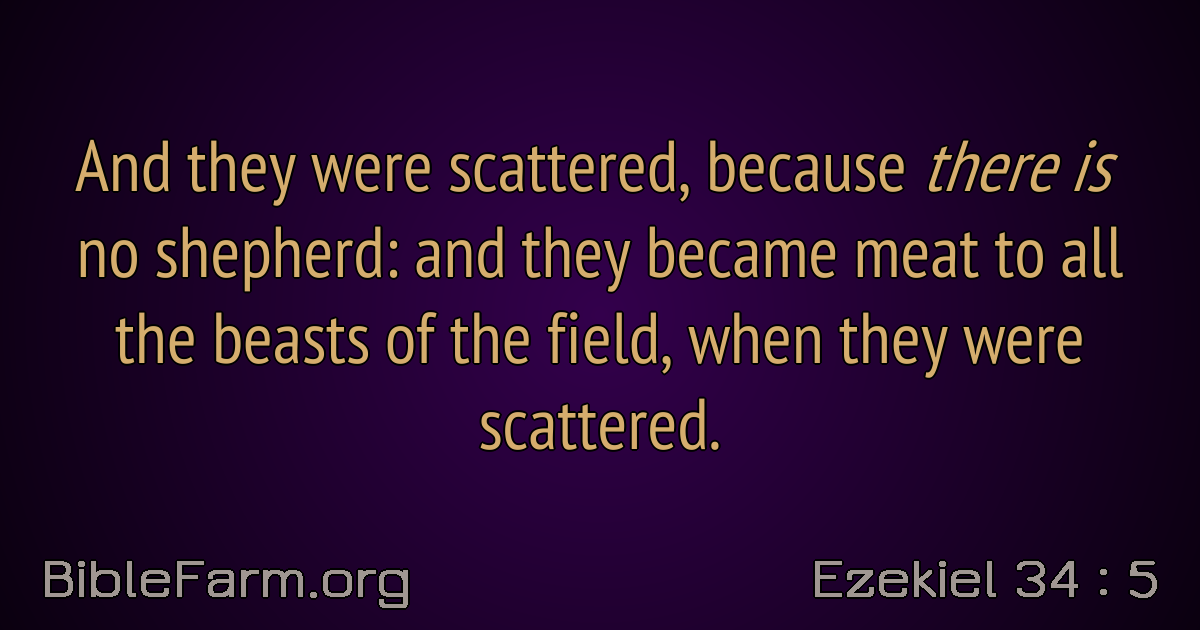 And they were scattered, because there is
no shepherd: and they became meat to all
the beasts of the field, when they were
scattered.
BibleFarm.org
Ezekiel 34 : 5